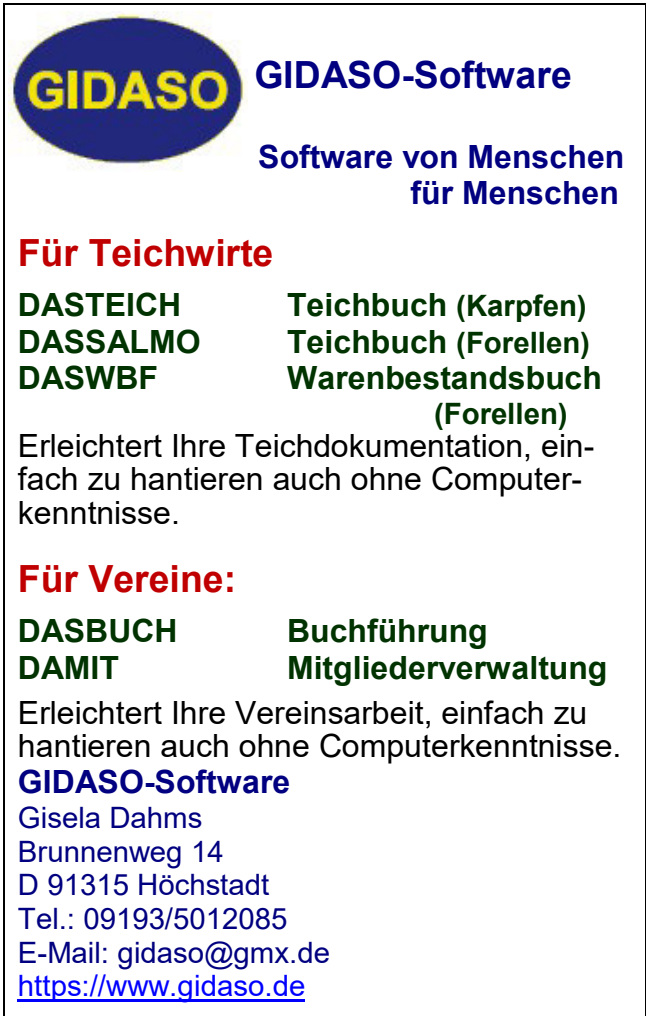 GIDASO
GIDASO-Software
Software von Menschen
für Menschen
Für Teichwirte
DASTEICH Teichbuch (Karpfen)
DASSALMO Teichbuch (Forellen)
DASWBF Warenbestandsbuch
(Forellen)
Erleichtert Ihre Teichdokumentation, ein-
fach zu hantieren auch ohne Computer-
kenntnisse.
Für Vereine:
DASBUCH Buchführung
DAMIT Mitgliederverwaltung
Erleichtert Ihre Vereinsarbeit, einfach zu
hantieren auch ohne Computerkenntnisse.
GIDASO-Software
Gisela Dahms
Brunnenweg 14
D 91315 Höchstadt
Tel.: 09193/5012085
E-Mail: gidaso@gmx.de
https://www.gidaso.de